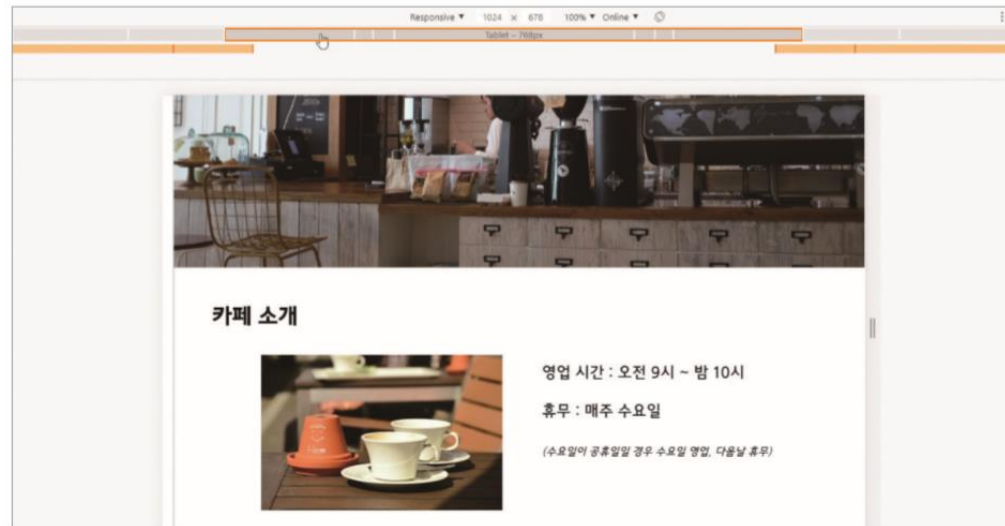 Responsive ▼ 1024 × 676 100% ▼ Online ▼
Tablet – 768px
카페 소개
영업 시간 : 오전 9시 ~ 밤 10시
휴무 : 매주 수요일
(수요일이 공휴일일 경우 수요일 영업, 다음날 휴무)